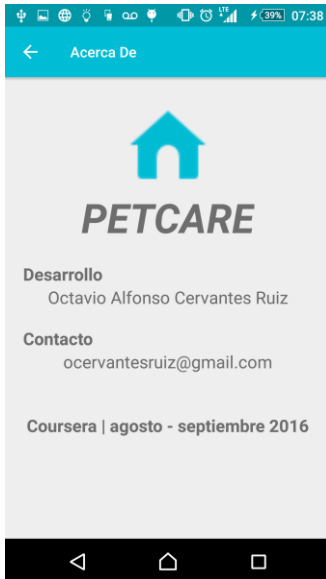 LTE 39% 07:38
Acerca De
PETCARE
Desarrollo
Octavio Alfonso Cervantes Ruiz
Contacto
ocervantesruiz@gmail.com
Coursera | agosto - septiembre 2016